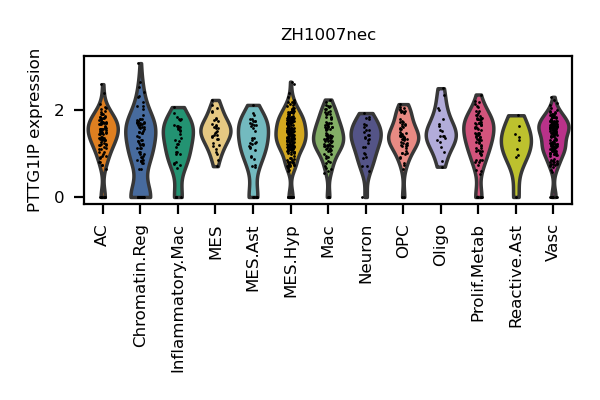 ZH1007nec
PTTG1IP expression
2
0
AC
Chromatin.Reg
Inflammatory.Mac
MES
MES.Ast
MES.Hyp
Mac
Neuron
OPC
Oligo
Prolif.Metab
Reactive.Ast
Vasc